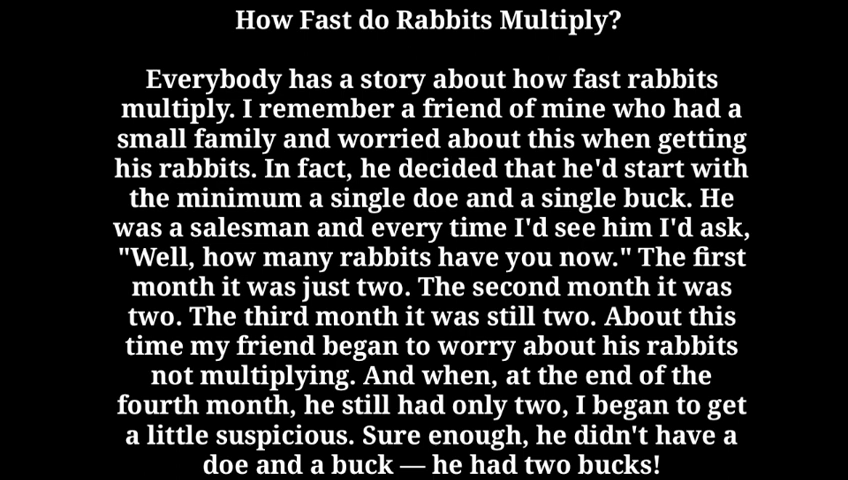 How Fast do Rabbits Multiply?
Everybody has a story about how fast rabbits
multiply. I remember a friend of mine who had a
small family and worried about this when getting
his rabbits. In fact, he decided that he'd start with
the minimum a single doe and a single buck. He
was a salesman and every time I'd see him I'd ask,
"Well, how many rabbits have you now." The first
month it was just two. The second month it was
two. The third month it was still two. About this
time my friend began to worry about his rabbits
not multiplying. And when, at the end of the
fourth month, he still had only two, I began to get
a little suspicious. Sure enough, he didn't have a
doe and a buck — he had two bucks!